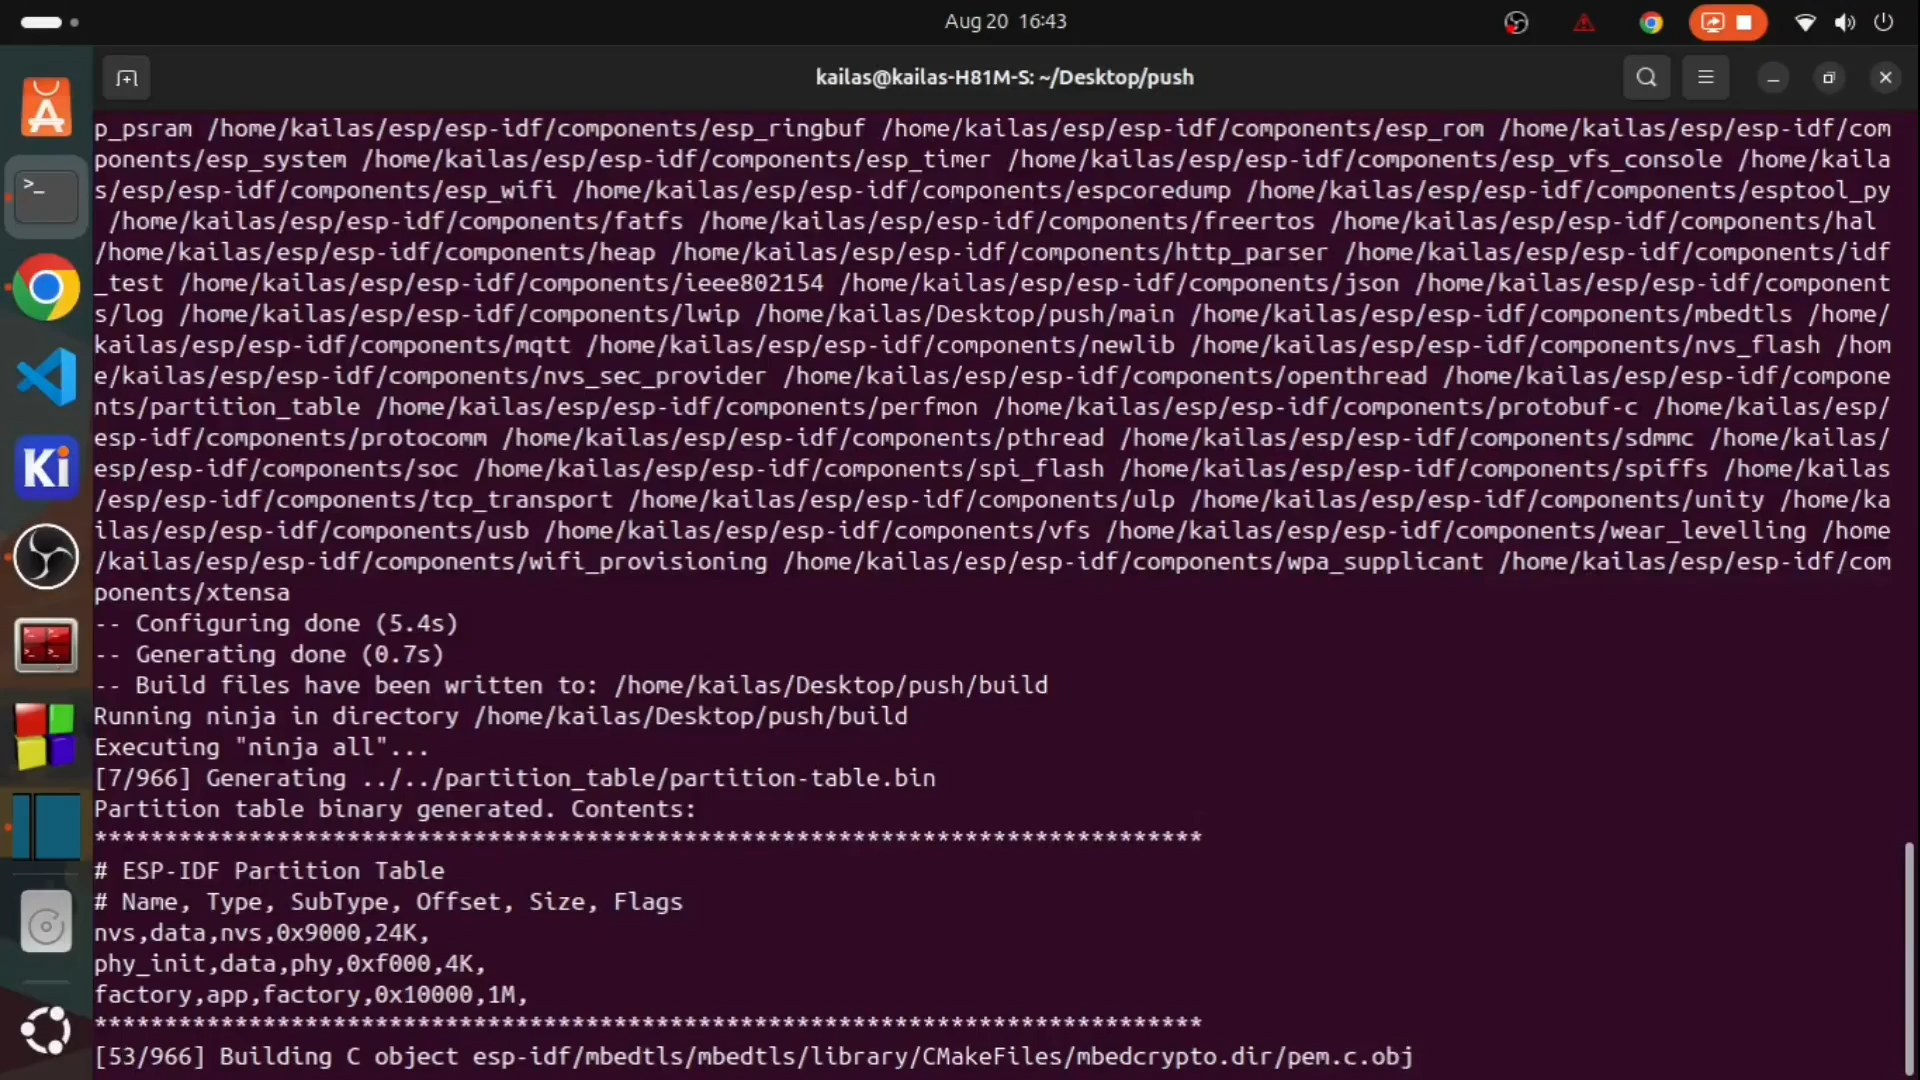 Aug 20 16:43
kailas@kailas-H81M-S: ~/Desktop/push
p_psram /home/kailas/esp/esp-idf/components/esp_ringbuf /home/kailas/esp/esp-idf/components/esp_rom /home/kailas/esp/esp-idf/com
ponents/esp_system /home/kailas/esp/esp-idf/components/esp_timer /home/kailas/esp/esp-idf/components/esp_vfs_console /home/kaila
s/esp/esp-idf/components/esp_wifi /home/kailas/esp/esp-idf/components/espcoredump /home/kailas/esp/esp-idf/components/esptool_py
/home/kailas/esp/esp-idf/components/fatfs /home/kailas/esp/esp-idf/components/freertos /home/kailas/esp/esp-idf/components/hal
/home/kailas/esp/esp-idf/components/heap /home/kailas/esp/esp-idf/components/http_parser /home/kailas/esp/esp-idf/components/idf
_test /home/kailas/esp/esp-idf/components/ieee802154 /home/kailas/esp/esp-idf/components/json /home/kailas/esp/esp-idf/component
s/log /home/kailas/esp/esp-idf/components/lwip /home/kailas/Desktop/push/main /home/kailas/esp/esp-idf/components/mbedtls /home/
kailas/esp/esp-idf/components/mqtt /home/kailas/esp/esp-idf/components/newlib /home/kailas/esp/esp-idf/components/nvs_flash /hom
e/kailas/esp/esp-idf/components/nvs_sec_provider /home/kailas/esp/esp-idf/components/openthread /home/kailas/esp/esp-idf/compone
nts/partition_table /home/kailas/esp/esp-idf/components/perfmon /home/kailas/esp/esp-idf/components/protobuf-c /home/kailas/esp/
esp-idf/components/protocomm /home/kailas/esp/esp-idf/components/pthread /home/kailas/esp/esp-idf/components/sdmmc /home/kailas/
esp/esp-idf/components/soc /home/kailas/esp/esp-idf/components/spi_flash /home/kailas/esp/esp-idf/components/spiffs /home/kailas
/esp/esp-idf/components/tcp_transport /home/kailas/esp/esp-idf/components/ulp /home/kailas/esp/esp-idf/components/unity /home/ka
ilas/esp/esp-idf/components/usb /home/kailas/esp/esp-idf/components/vfs /home/kailas/esp/esp-idf/components/wear_levelling /home
/kailas/esp/esp-idf/components/wifi_provisioning /home/kailas/esp/esp-idf/components/wpa_supplicant /home/kailas/esp/esp-idf/com
ponents/xtensa
-- Configuring done (5.4s)
-- Generating done (0.7s)
-- Build files have been written to: /home/kailas/Desktop/push/build
Running ninja in directory /home/kailas/Desktop/push/build
Executing "ninja all"...
[7/966] Generating ../../partition_table/partition-table.bin
Partition table binary generated. Contents:
*******************************************************************************
# ESP-IDF Partition Table
# Name, Type, SubType, Offset, Size, Flags
nvs,data,nvs,0x9000,24K,
phy_init,data,phy,0xf000,4K,
factory,app,factory,0x10000,1M,
*******************************************************************************
[53/966] Building C object esp-idf/mbedtls/mbedtls/library/CMakeFiles/mbedcrypto.dir/pem.c.obj
Ki